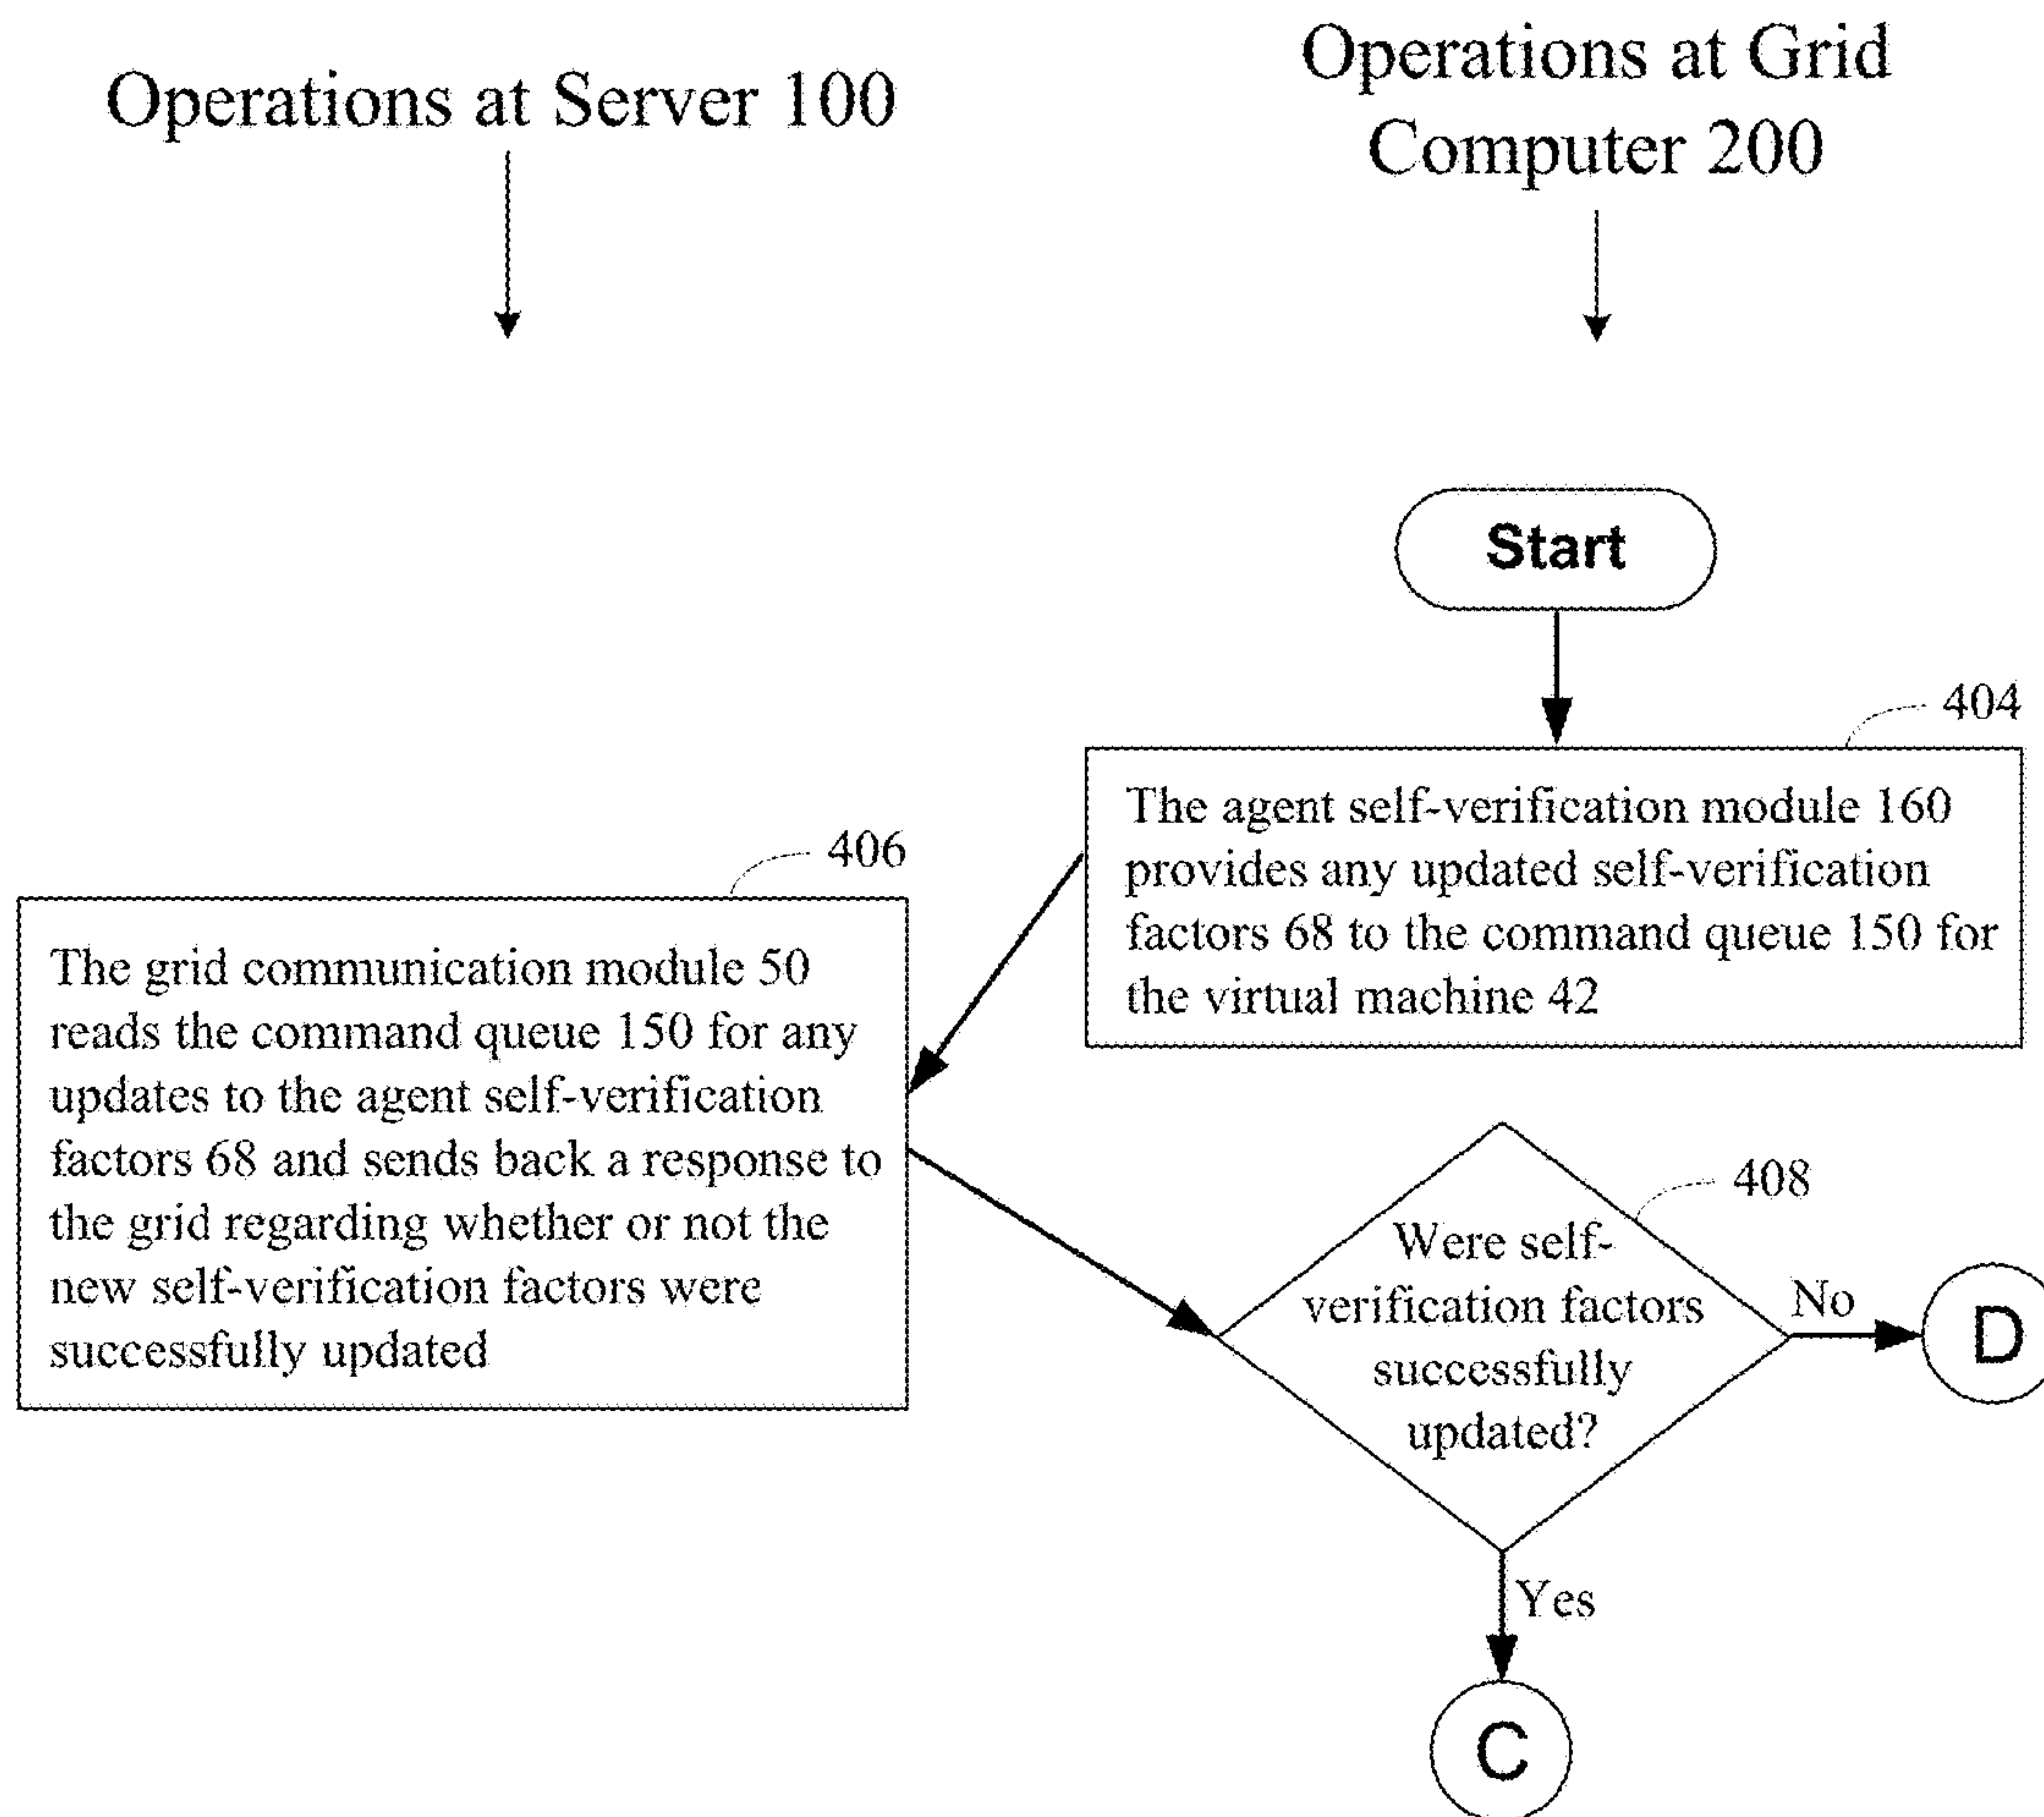 Operations at Server 100
Operations at Grid
Computer 200
Start
404
The agent self-verification module 160
provides any updated self-verification
factors 68 to the command queue 150 for
the virtual machine 42
406
The grid communication module 50
reads the command queue 150 for any
updates to the agent self-verification
factors 68 and sends back a response to
the grid regarding whether or not the
new self-verification factors were
successfully updated
408
Were self-
verification factors
successfully
updated?
No
D
Yes
C